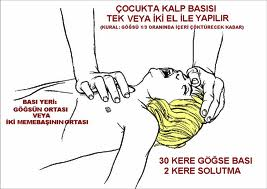 ÇOCUKTA KALP BASISI
TEK VEYA İKİ EL İLE YAPILIR
(KURAL: GÖĞSÜ 1/3 ORANINDA İÇERİ ÇÖKTÜRECEK KADAR)
BASI YERİ:
GÖĞSÜN ORTASI
VEYA
İKİ MEMEBAŞININ ORTASI
30 KERE GÖĞSE BASI
2 KERE SOLUTMA